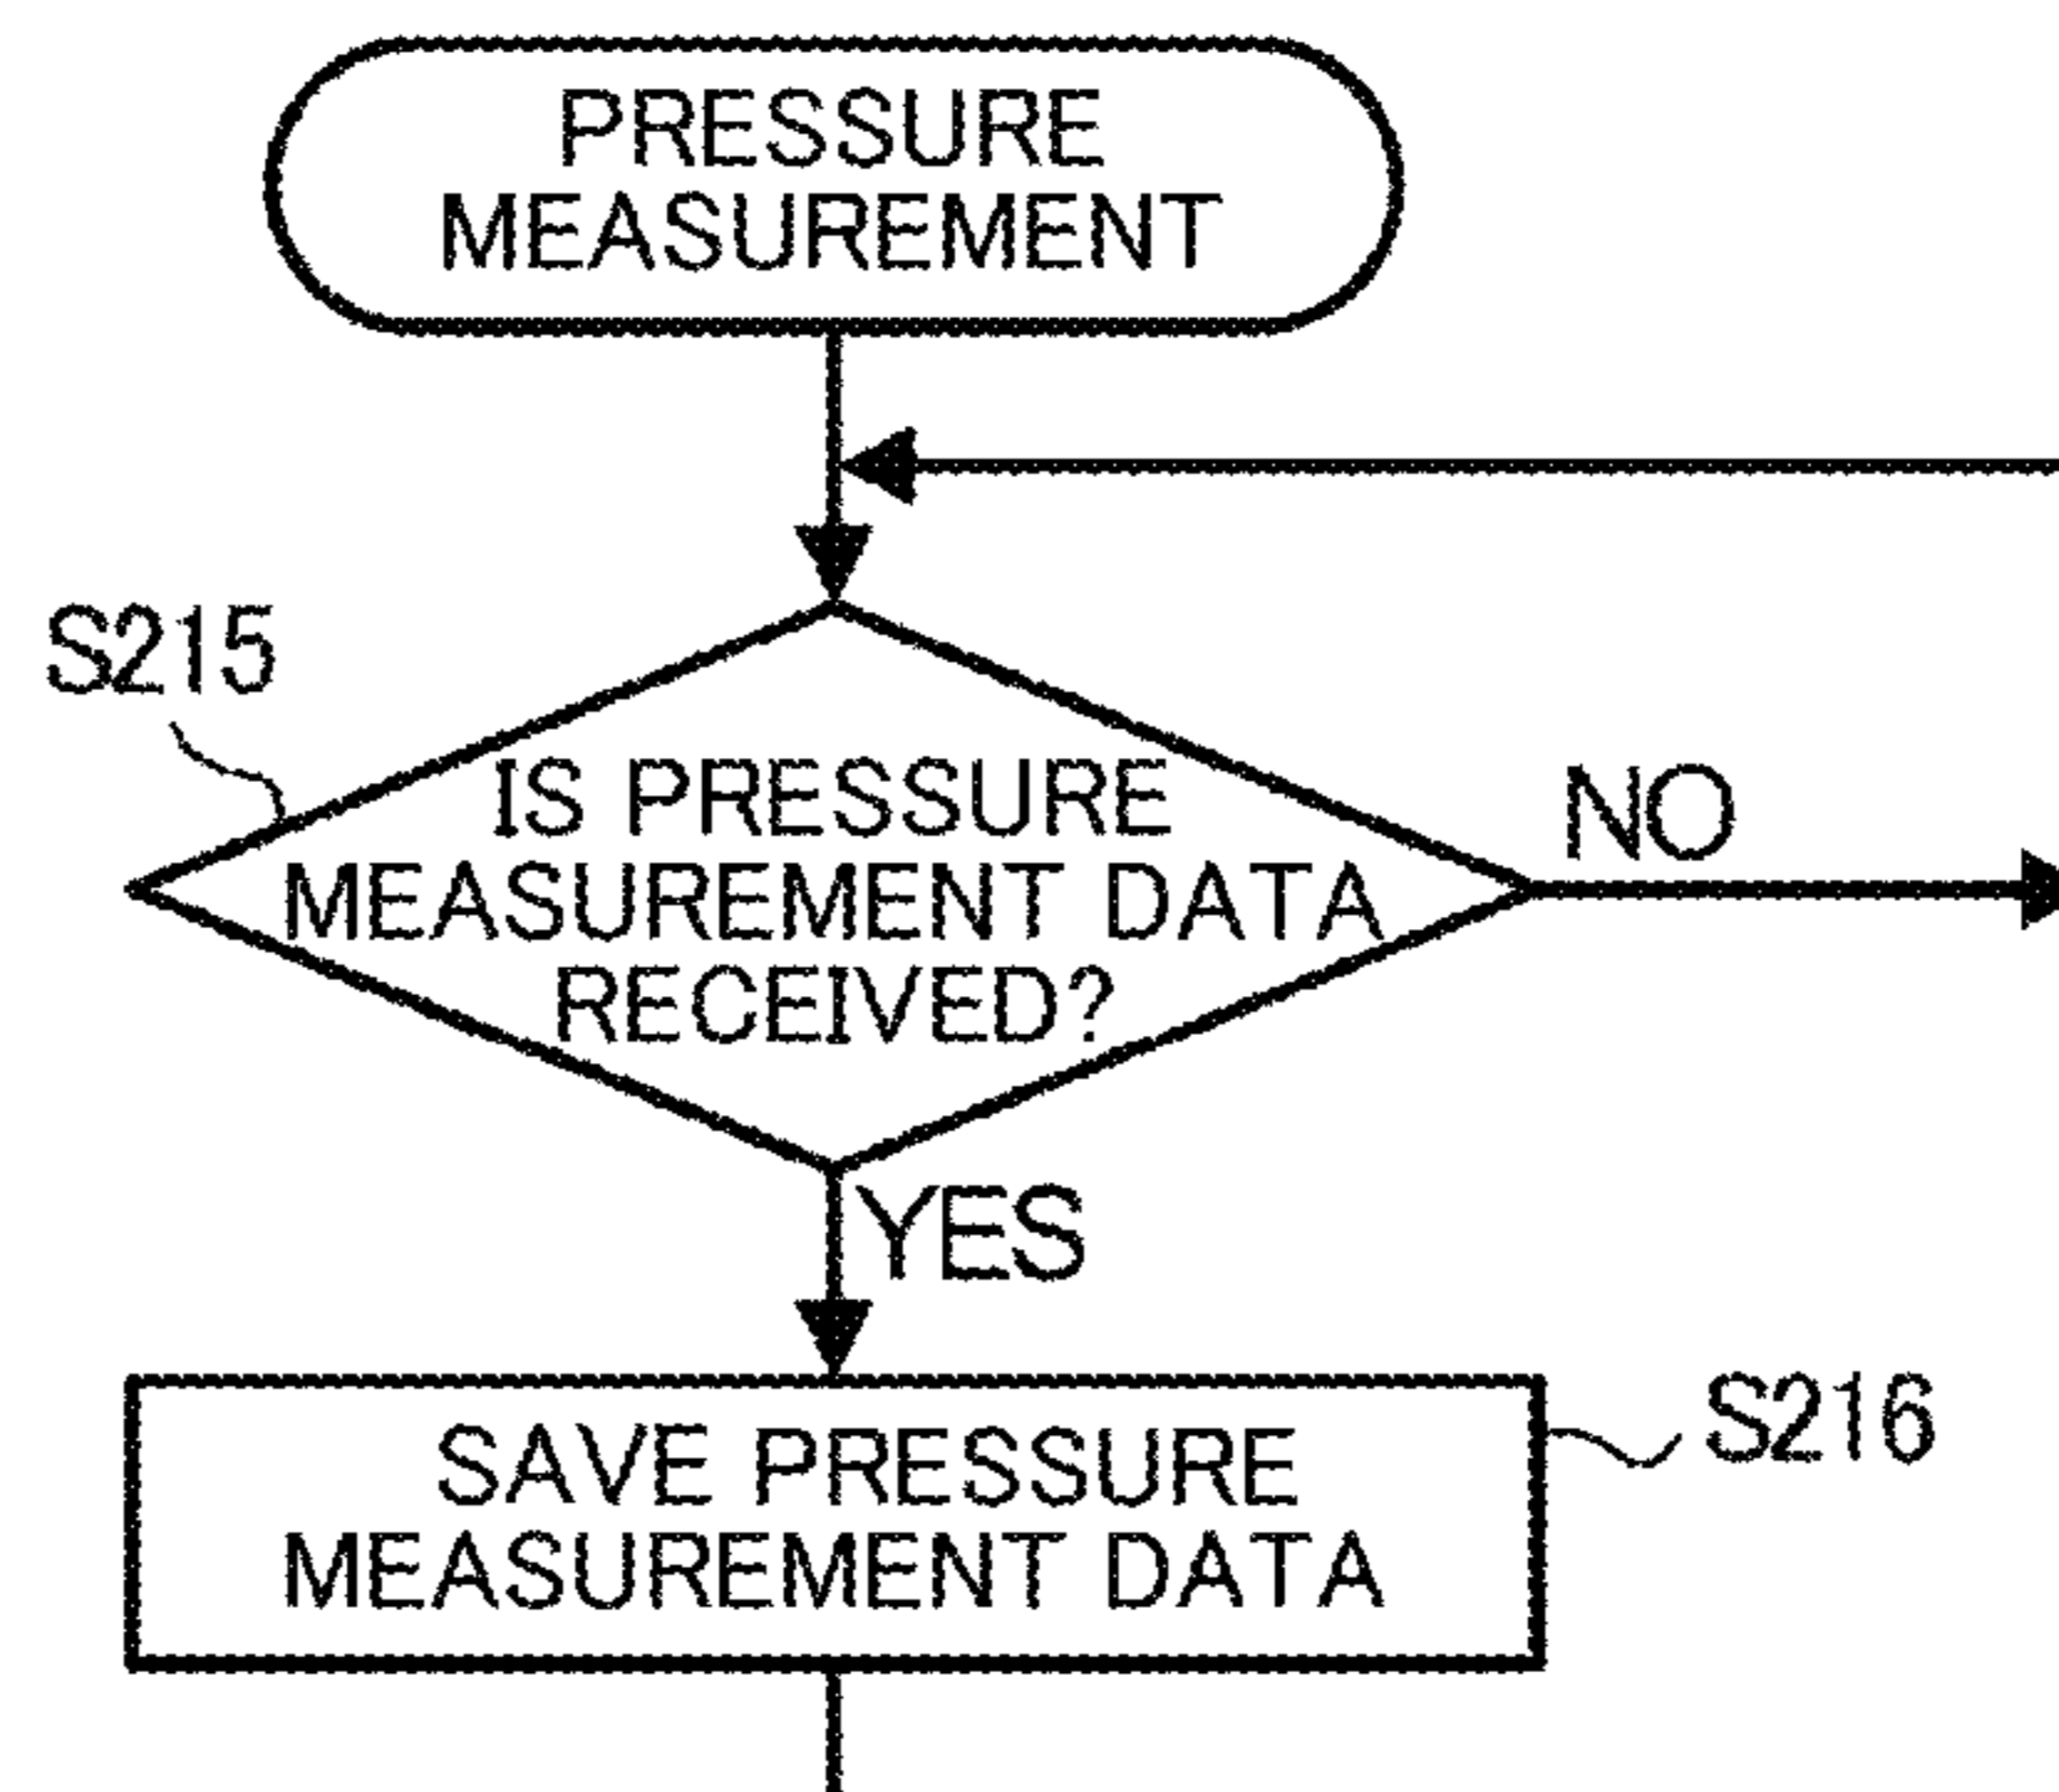 PRESSURE
MEASUREMENT
S215
IS PRESSURE
MEASUREMENT DATA
RECEIVED?
NO
YES
SAVE PRESSURE
MEASUREMENT DATA
S216